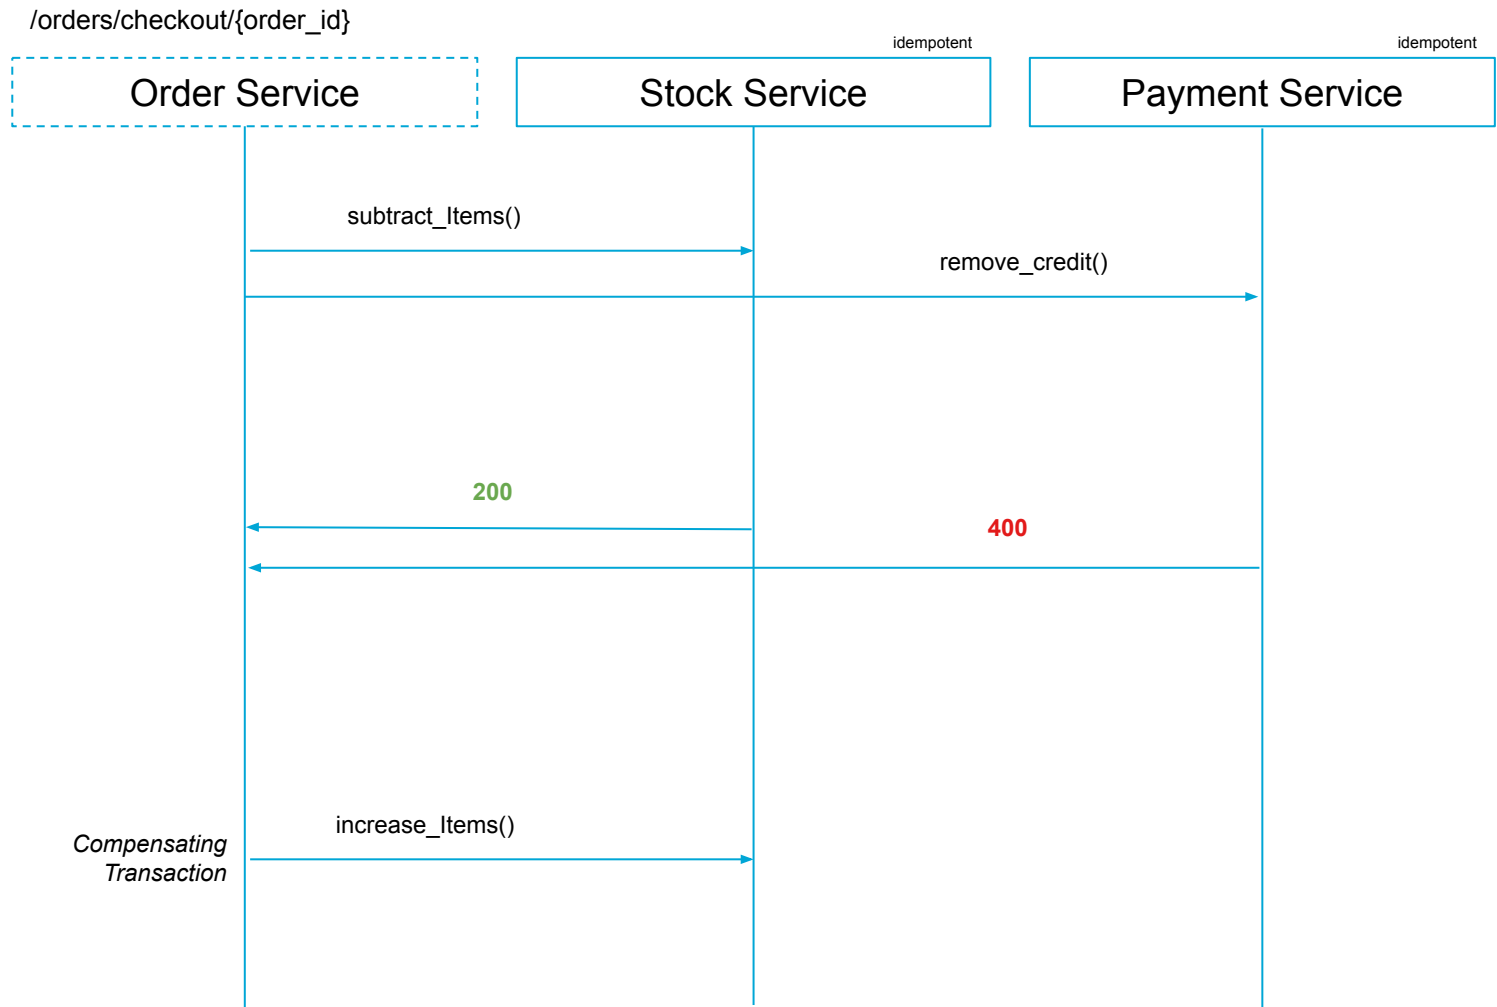 /orders/checkout/{order_id}
idempotent
idempotent
Order Service
Stock Service
Payment Service
subtract_Items()
remove_credit()
200
400
increase_Items()
Compensating
Transaction